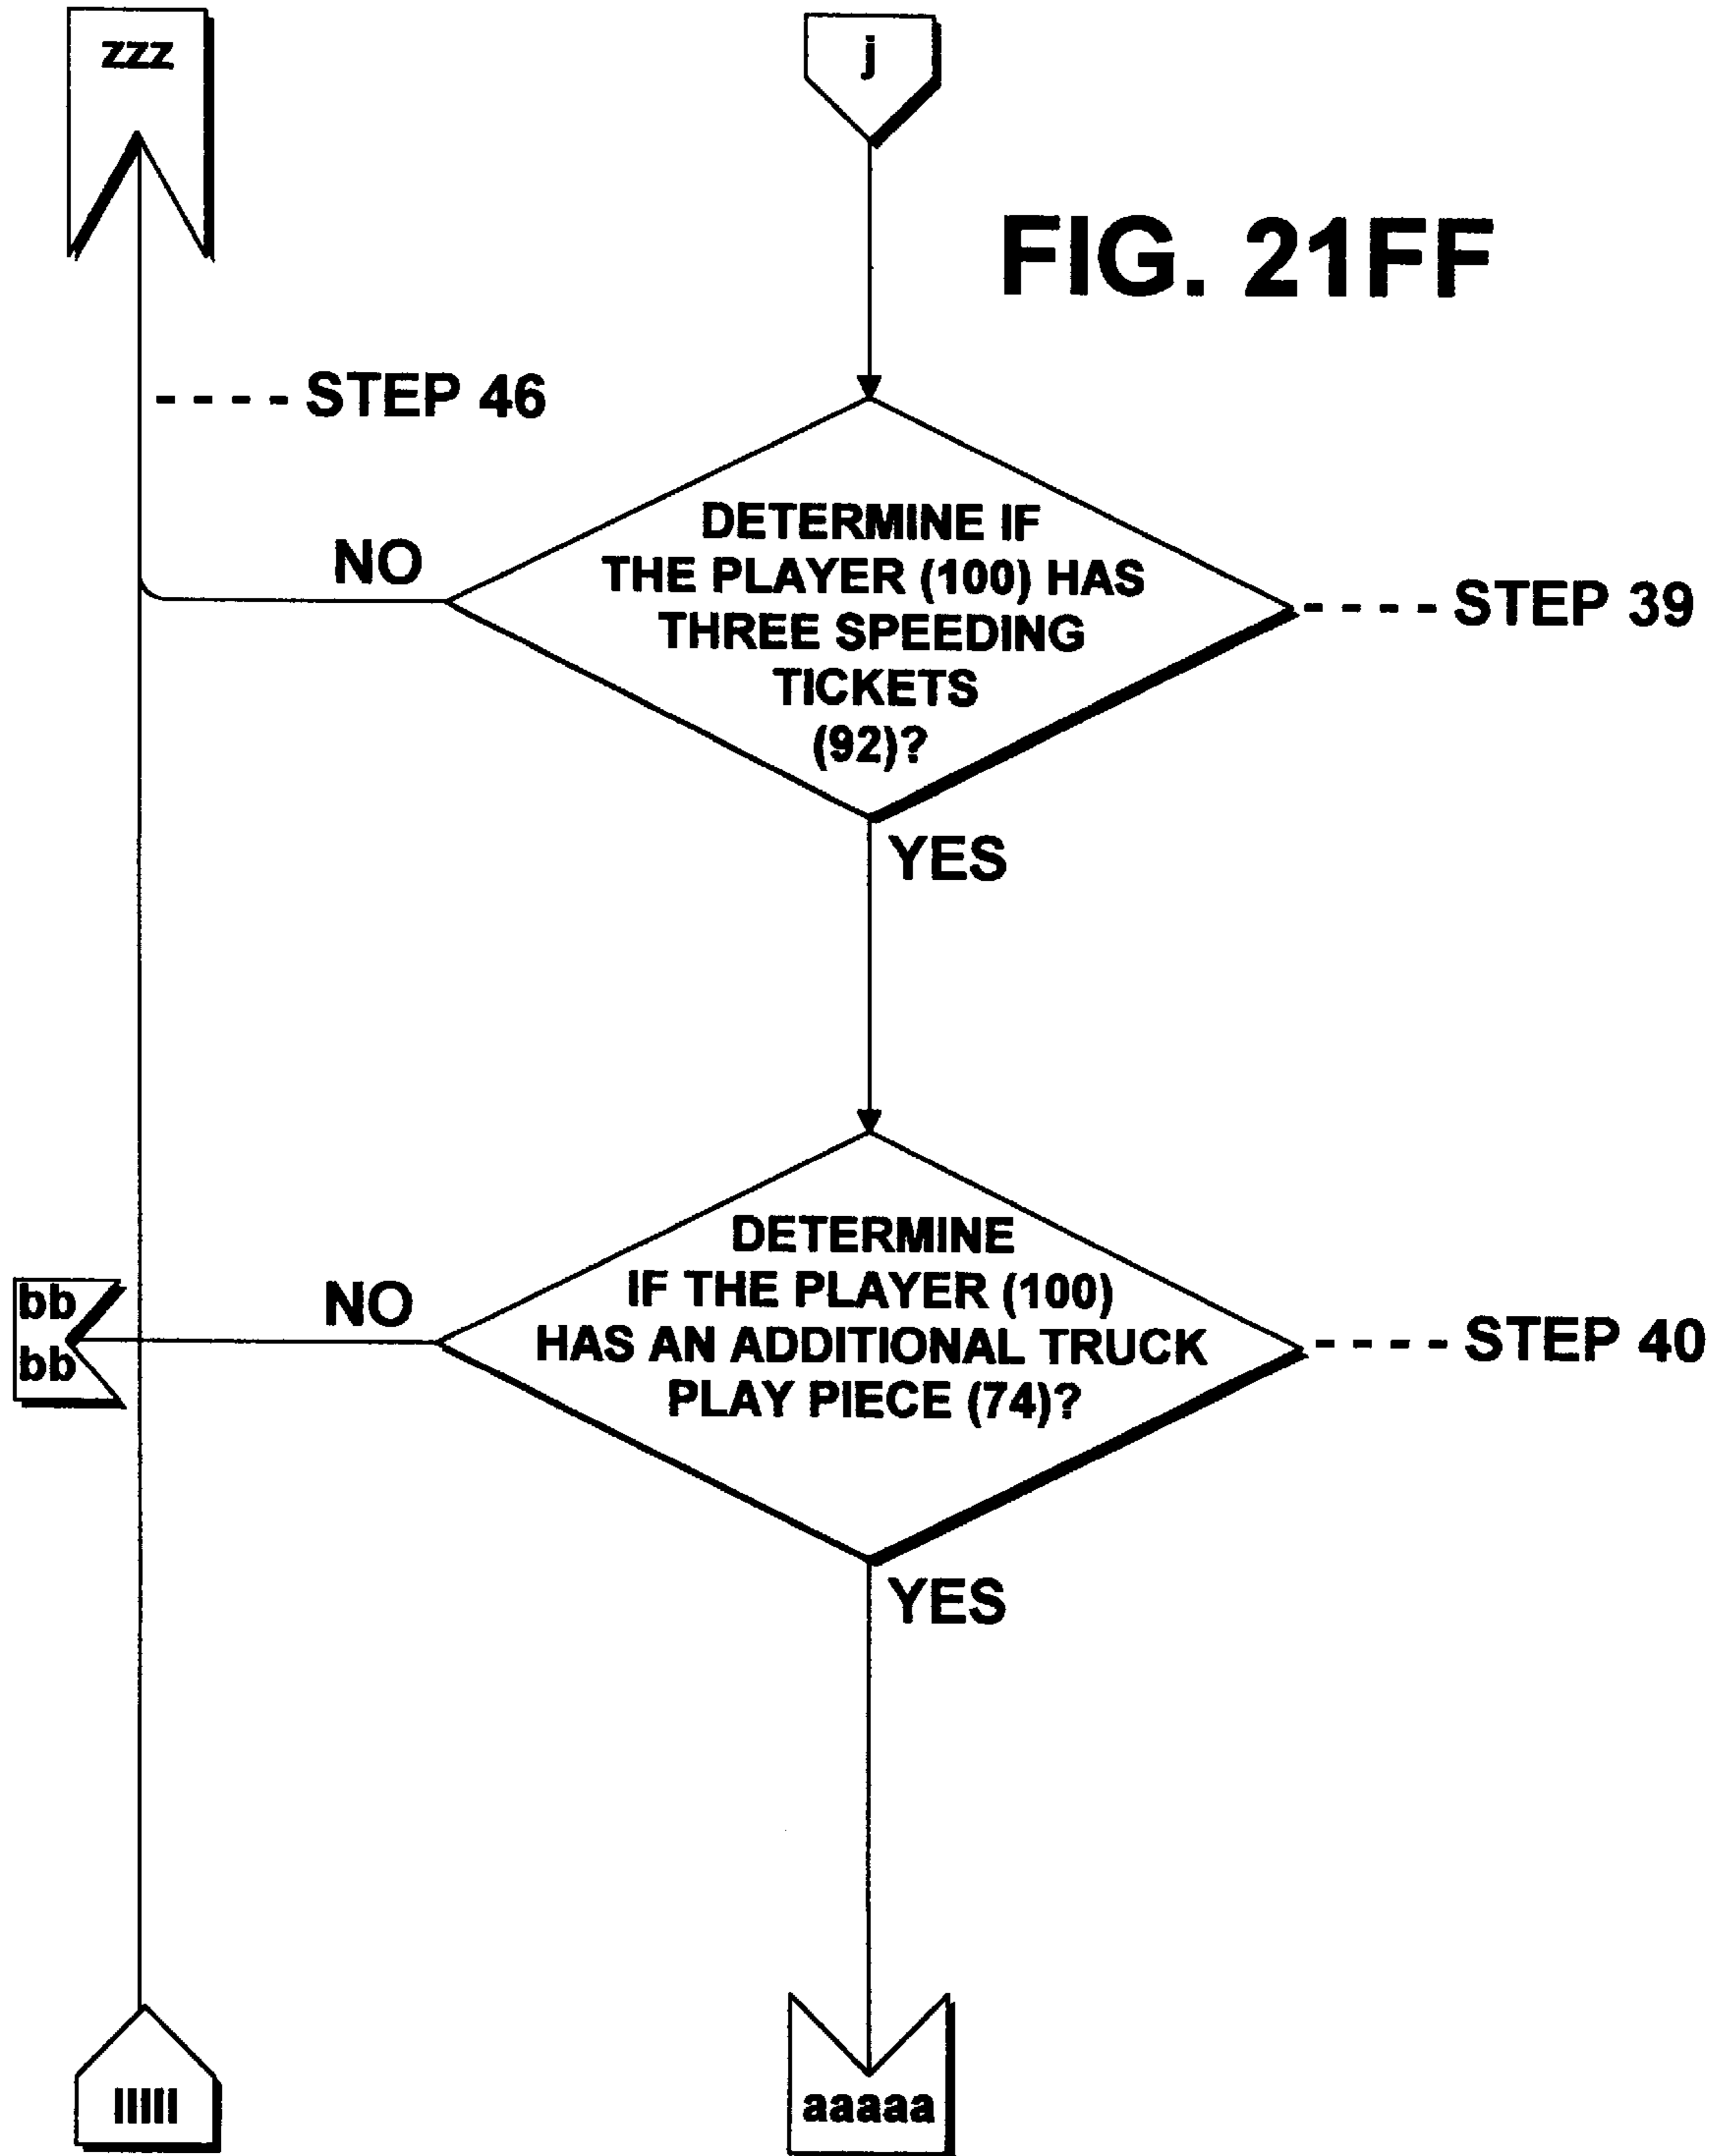 zzz
j
FIG. 21FF
STEP 46
DETERMINE IF
THE PLAYER (100) HAS
THREE SPEEDING
TICKETS
(92)?
NO
STEP 39
YES
DETERMINE
IF THE PLAYER (100)
HAS AN ADDITIONAL TRUCK
PLAY PIECE (74)?
bb
bb
NO
STEP 40
YES
lllll
aaaaa